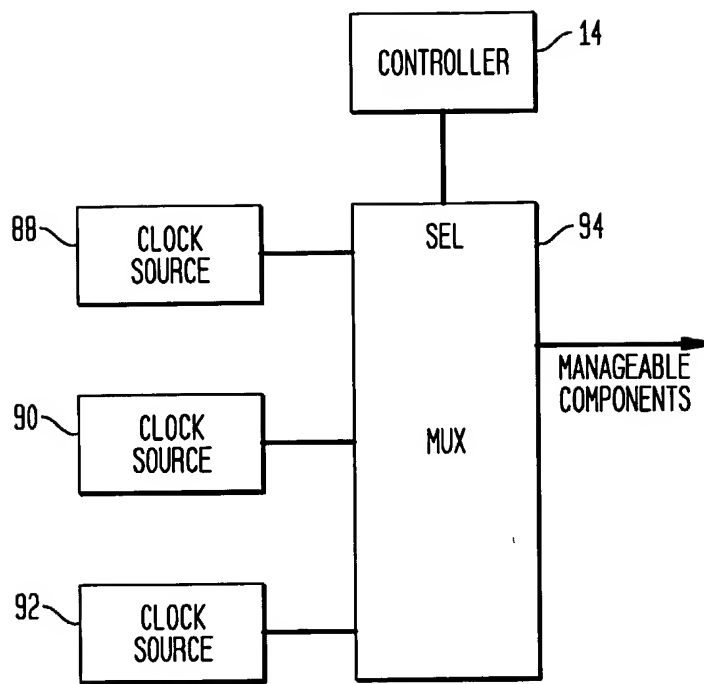 14
CONTROLLER
88
CLOCK
SOURCE
SEL
94
MANAGEABLE
COMPONENTS
90
CLOCK
SOURCE
MUX
92
CLOCK
SOURCE